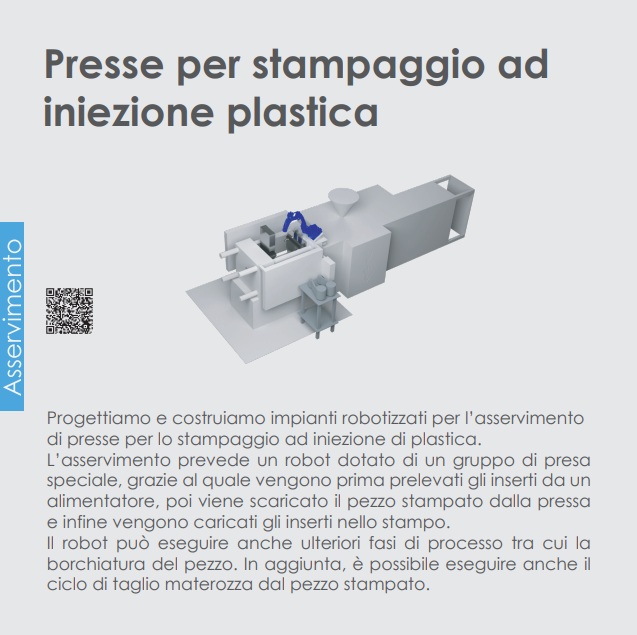 Presse per stampaggio ad
iniezione plastica
Asservimento
Progettiamo e costruiamo impianti robotizzati per l'asservimento
di presse per lo stampaggio ad iniezione di plastica.
L'asservimento prevede un robot dotato di un gruppo di presa
speciale, grazie al quale vengono prima prelevati gli inserti da un
alimentatore, poi viene scaricato il pezzo stampato dalla pressa
e infine vengono caricati gli inserti nello stampo.
Il robot può eseguire anche ulteriori fasi di processo tra cui la
borchiatura del pezzo. In aggiunta, è possibile eseguire anche il
ciclo di taglio materozza dal pezzo stampato.